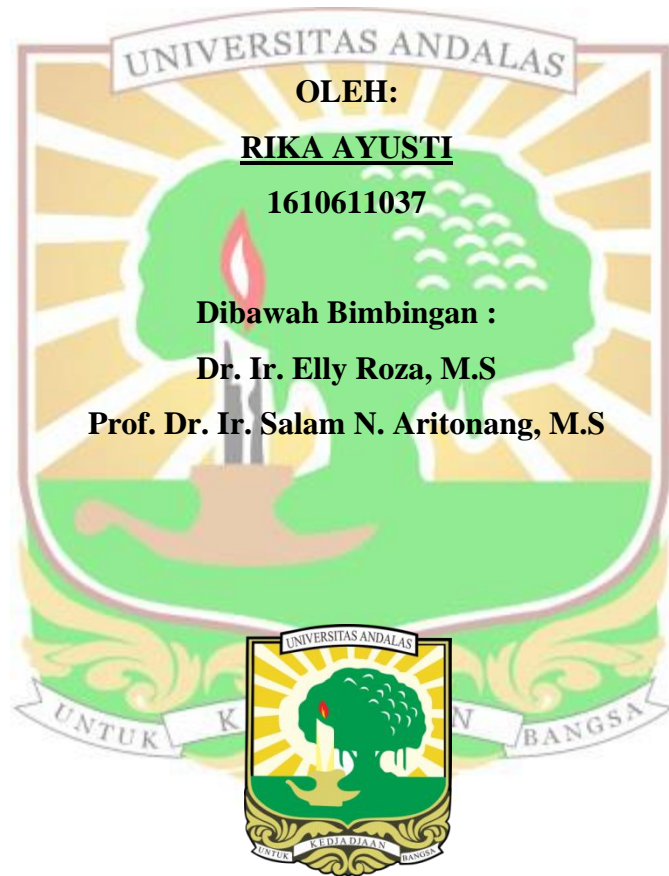 UNIVERSITAS ANDALAS
OLEH:
RIKA AYUSTI
1610611037
Dibawah Bimbingan :
Dr. Ir. Elly Roza, M.S
Prof. Dr. Ir. Salam N. Aritonang, M.S
UNIVERSITAS ANDALAS
UNTUK K N BANGSA
UNTUK KEDJADJAAN BANGSA